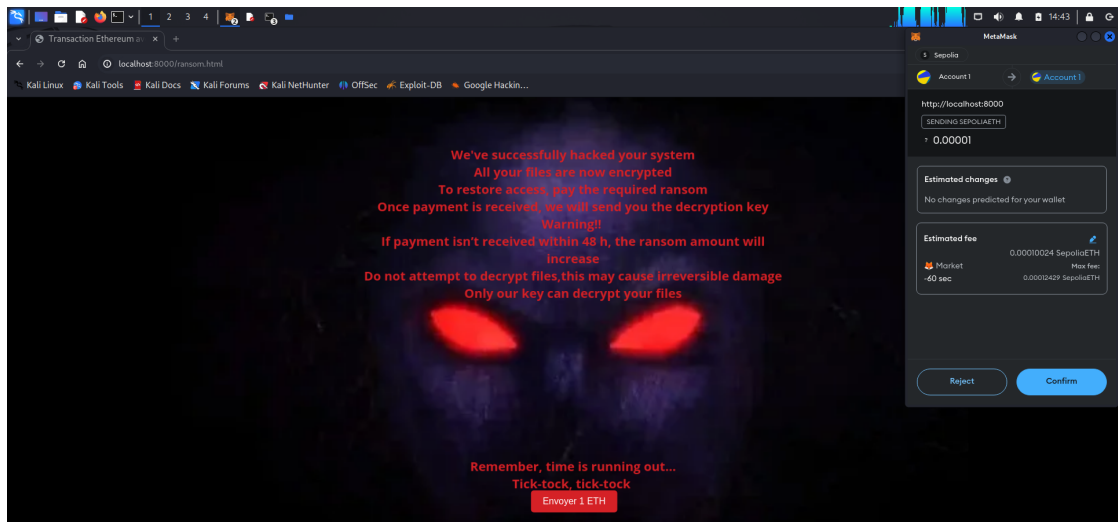 1 2 3 4
2
3
14:43
Transaction Ethereum av
localhost:8000/ransom.html
Kali Linux Kali Tools Kali Docs Kali Forums Kali NetHunter OffSec Exploit-DB Google Hackin...
We've successfully hacked your system
All your files are now encrypted
To restore access, pay the required ransom
Once payment is received, we will send you the decryption key
Warning!!
If payment isn't received within 48 h, the ransom amount will
increase
Do not attempt to decrypt files,this may cause irreversible damage
Only our key can decrypt your files
Remember, time is running out...
Tick-tock, tick-tock
Envoyer 1 ETH
MetaMask
S Sepolia
Account 1 → Account 1
http://localhost:8000
SENDING SEPOLIAETH
? 0.00001
Estimated changes
No changes predicted for your wallet
Estimated fee
0.00010024 SepoliaETH
Market
Max fee:
~60 sec
0.00012429 SepoliaETH
Reject Confirm